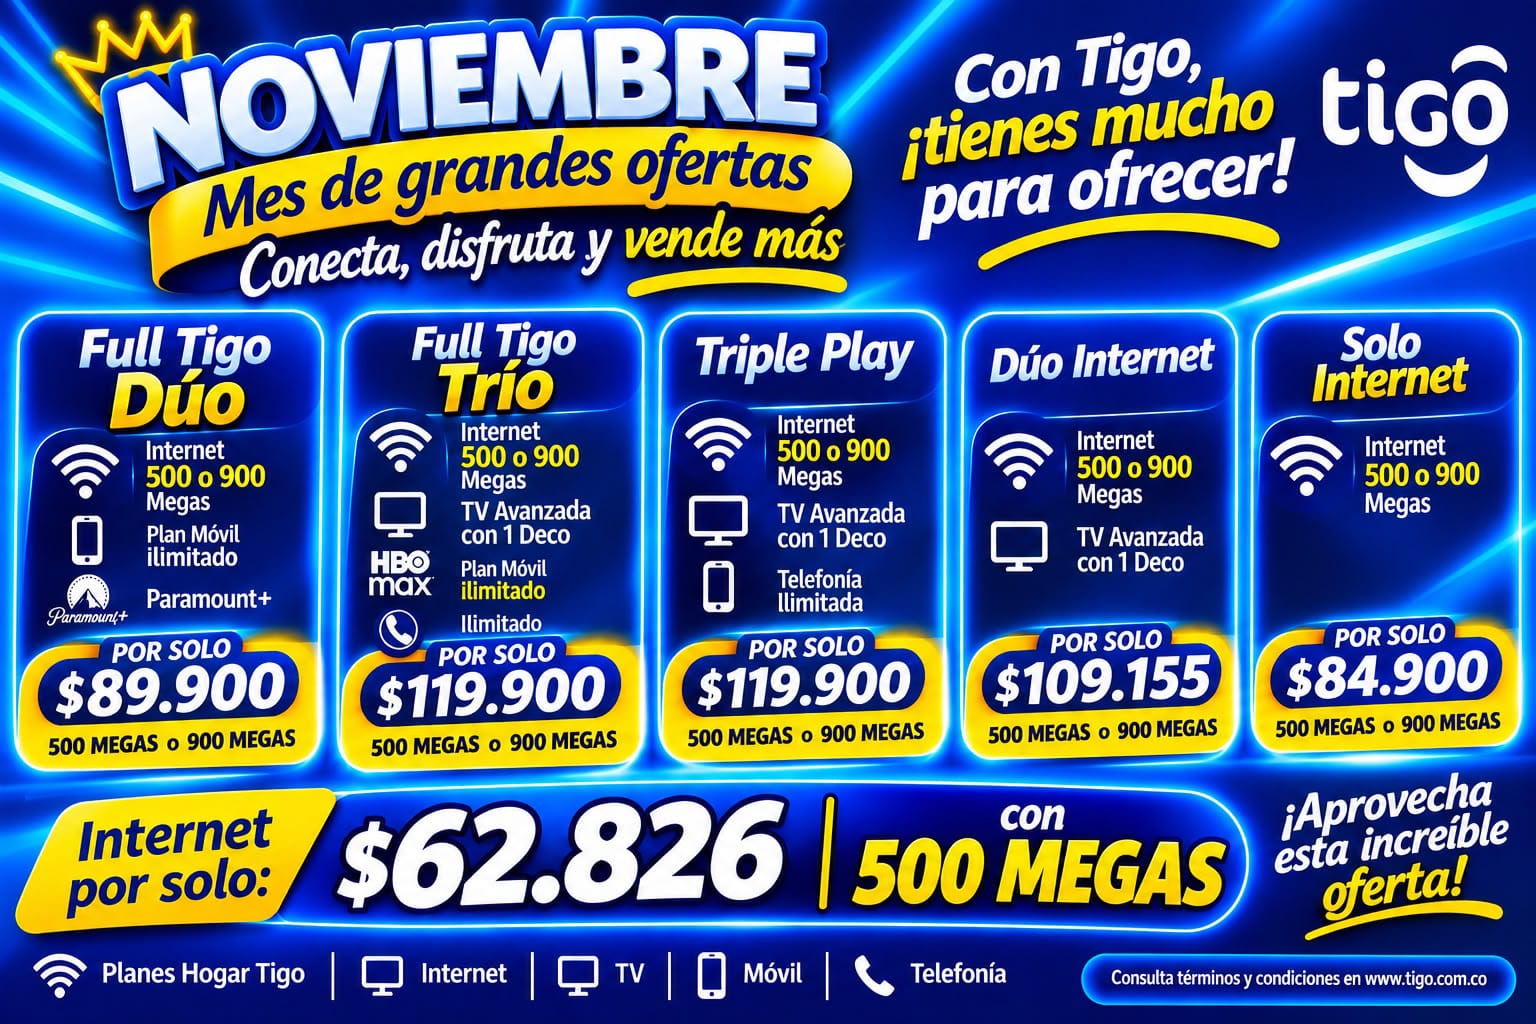 NOVIEMBRE
Mes de grandes ofertas
Conecta, disfruta y vende más
Con Tigo,
¡tienes mucho
para ofrecer!
tigo
Full Tigo
Dúo
Internet
500 o 900
Megas
Plan Móvil
ilimitado
Paramount+
Paramount+
POR SOLO
$89.900
500 MEGAS o 900 MEGAS
Full Tigo
Trío
Internet
500 o 900
Megas
TV Avanzada
con 1 Deco
HBO
max
Plan Móvil
ilimitado
Ilimitado
POR SOLO
$119.900
500 MEGAS o 900 MEGAS
Triple Play
Internet
500 o 900
Megas
TV Avanzada
con 1 Deco
Telefonía
Ilimitada
POR SOLO
$119.900
500 MEGAS o 900 MEGAS
Dúo Internet
Internet
500 o 900
Megas
TV Avanzada
con 1 Deco
POR SOLO
$109.155
500 MEGAS o 900 MEGAS
Solo
Internet
Internet
500 o 900
Megas
POR SOLO
$84.900
500 MEGAS o 900 MEGAS
Internet
por solo:
$62.826
con
500 MEGAS
¡Aprovecha
esta increíble
oferta!
Planes Hogar Tigo
Internet
TV
Móvil
Telefonía
Consulta términos y condiciones en www.tigo.com.co